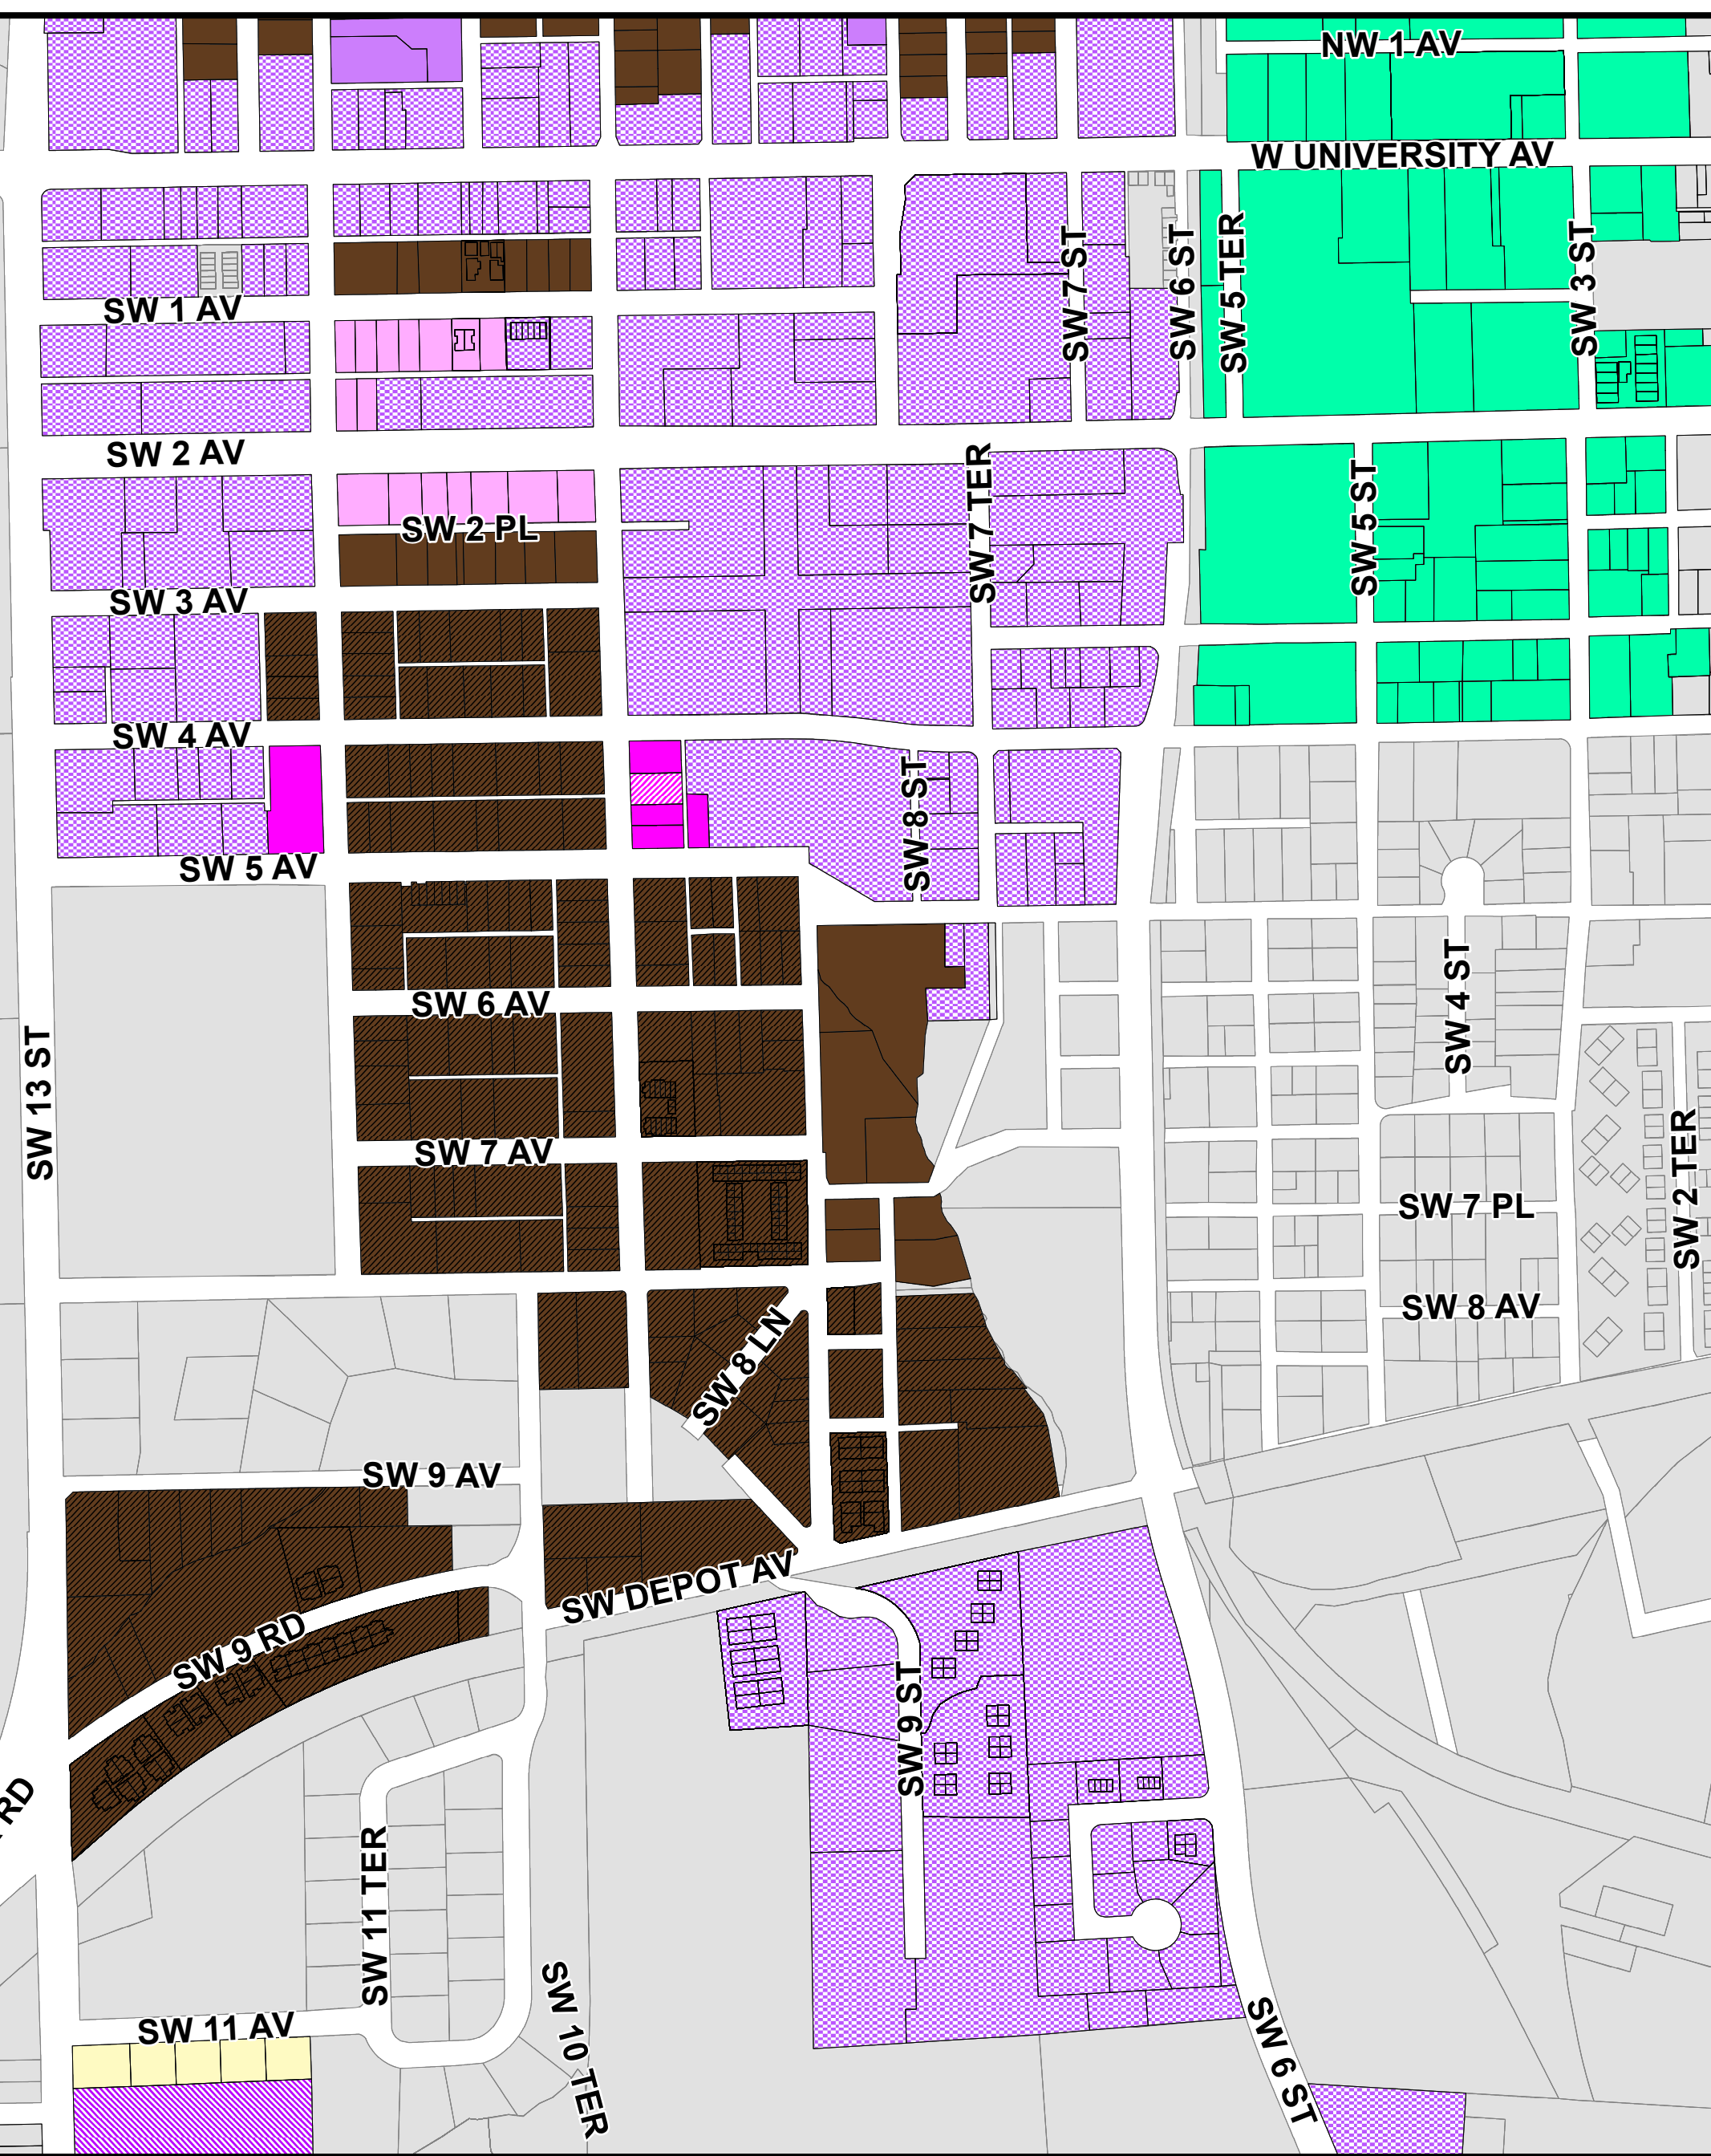 NW 1 AV
W UNIVERSITY AV
SW 1 AV
SW 7 ST
SW 6 ST
SW 5 TER
SW 3 ST
SW 2 AV
SW 2 PL
SW 7 TER
SW 5 ST
SW 3 AV
SW 4 AV
SW 8 ST
SW 5 AV
SW 6 AV
SW 4 ST
SW 13 ST
SW 7 AV
SW 2 TER
SW 7 PL
SW 8 AV
SW 8 LN
SW 9 AV
SW DEPOT AV
SW 9 RD
SW 9 ST
RD
SW 11 TER
SW 10 TER
SW 11 AV
SW 6 ST